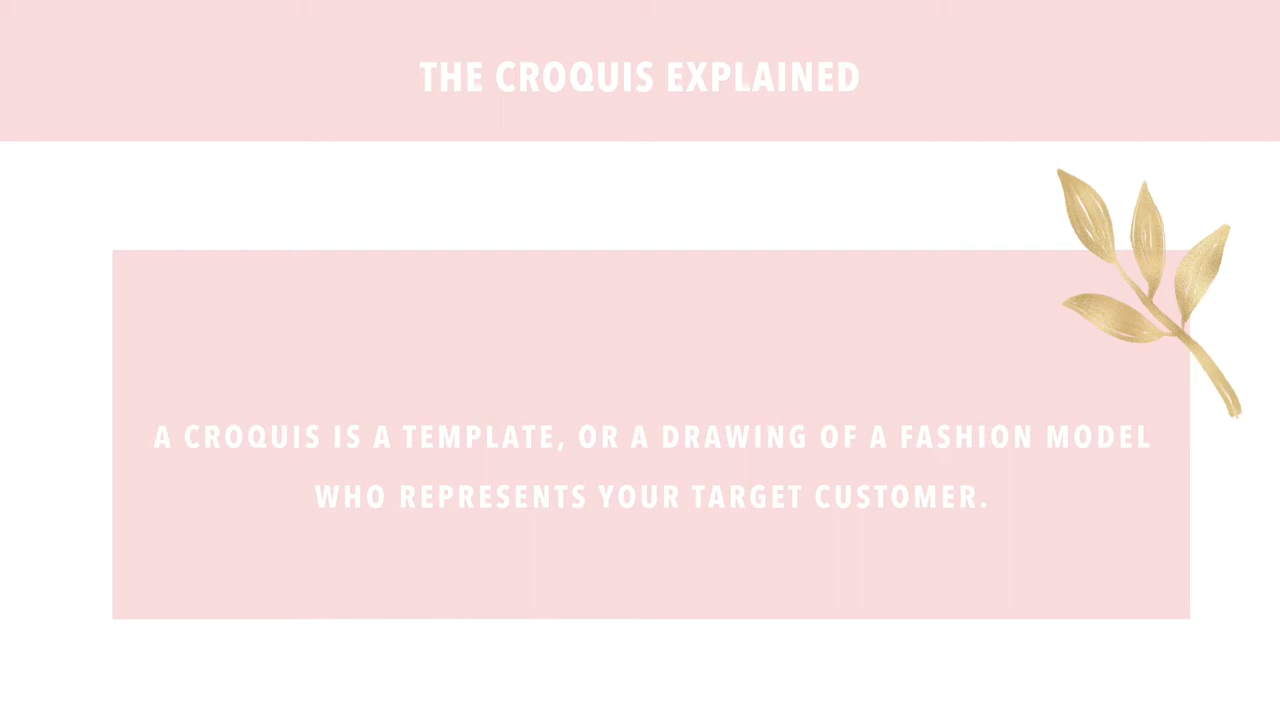 THE CROQUIS EXPLAINED
A CROQUIS IS A TEMPLATE, OR A DRAWING OF A FASHION MODEL
WHO REPRESENTS YOUR TARGET CUSTOMER.